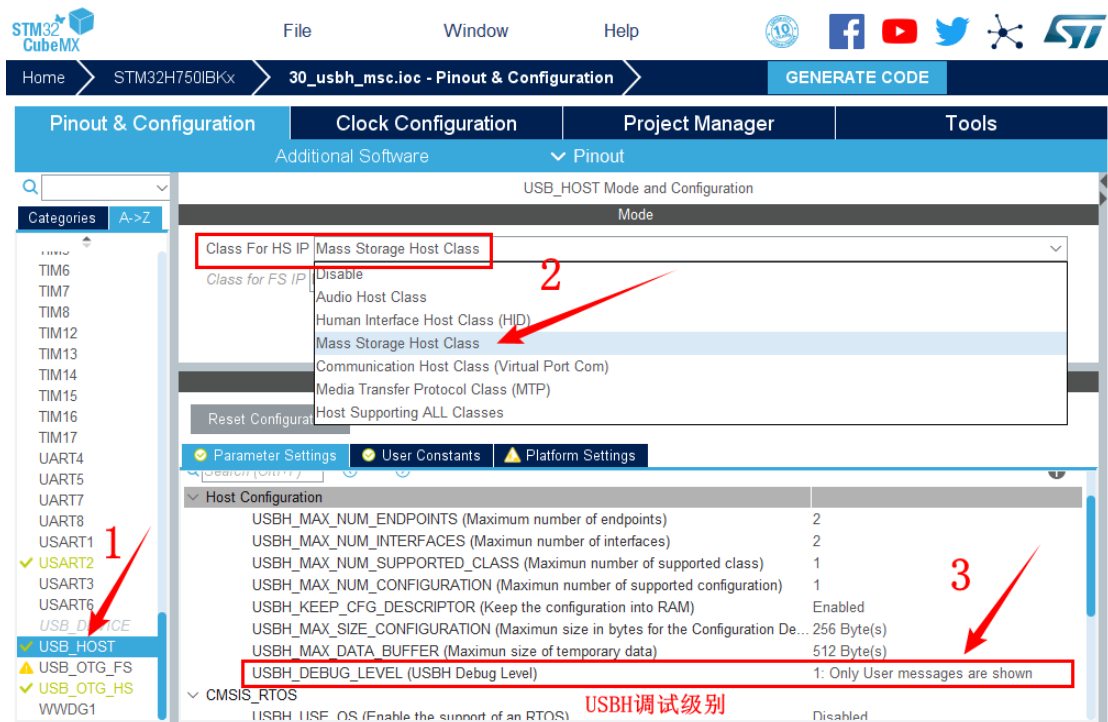 STM32
CubeMX
File
Window
Help
10
Home
STM32H750IBKx
30_usbh_msc.ioc - Pinout & Configuration
GENERATE CODE
Pinout & Configuration
Clock Configuration
Project Manager
Tools
Additional Software
Pinout
USB_HOST Mode and Configuration
Categories
A->Z
Mode
Class For HS IP
Mass Storage Host Class
Class for FS IP
Disable
Audio Host Class
Human Interface Host Class (HID)
Mass Storage Host Class
Communication Host Class (Virtual Port Com)
Media Transfer Protocol Class (MTP)
Host Supporting ALL Classes
2
TIM6
TIM7
TIM8
TIM12
TIM13
TIM14
TIM15
TIM16
TIM17
UART4
UART5
UART7
UART8
USART1
USART2
USART3
USART6
USB_DEVICE
USB_HOST
USB_OTG_FS
USB_OTG_HS
WWDG1
1
Reset
Parameter Settings
User Constants
Platform Settings
Host Configuration
USBH_MAX_NUM_ENDPOINTS (Maximum number of endpoints) 2
USBH_MAX_NUM_INTERFACES (Maximun number of interfaces) 2
USBH_MAX_NUM_SUPPORTED_CLASS (Maximun number of supported class) 1
USBH_MAX_NUM_CONFIGURATION (Maximun number of supported configuration) 1
USBH_KEEP_CFG_DESCRIPTOR (Keep the configuration into RAM) Enabled
USBH_MAX_SIZE_CONFIGURATION (Maximun size in bytes for the Configuration De... 256 Byte(s)
USBH_MAX_DATA_BUFFER (Maximun size of temporary data) 512 Byte(s)
USBH_DEBUG_LEVEL (USBH Debug Level) 1: Only User messages are shown
3
CMSIS_RTOS
USBH调试级别
USBH_USE_OS (Enable the support of an RTOS) Disabled